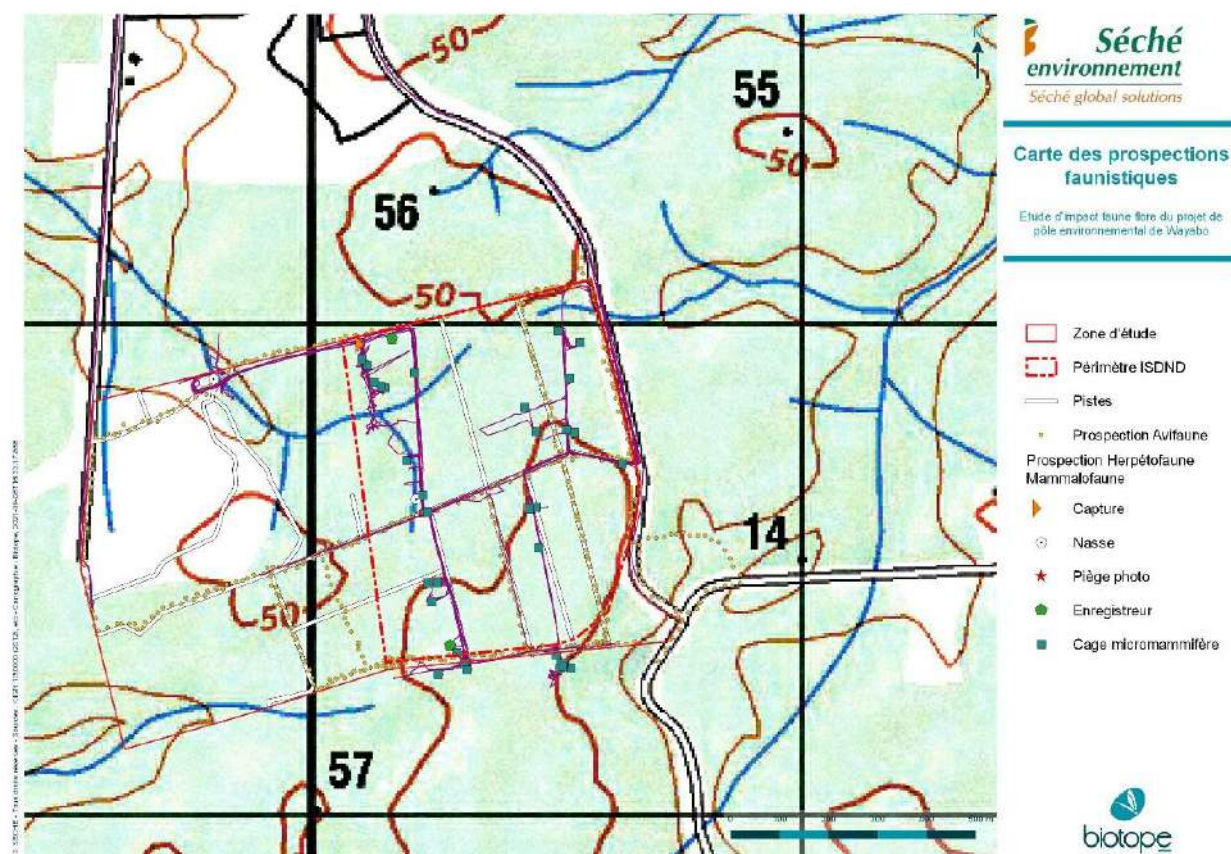 50
55
50
56
50
14
50
57
N
Séché
environnement
Séché global solutions
Carte des prospections
faunistiques
Etude d'impact faune flore du projet de
pôle environnemental de Wayabo
Zone d'étude
Périmètre ISDND
Pistes
Prospection Avifaune
Prospection Herpétofaune
Mammalofaune
Capture
Nasse
Piège photo
Enregistreur
Cage micromammifère
biotope